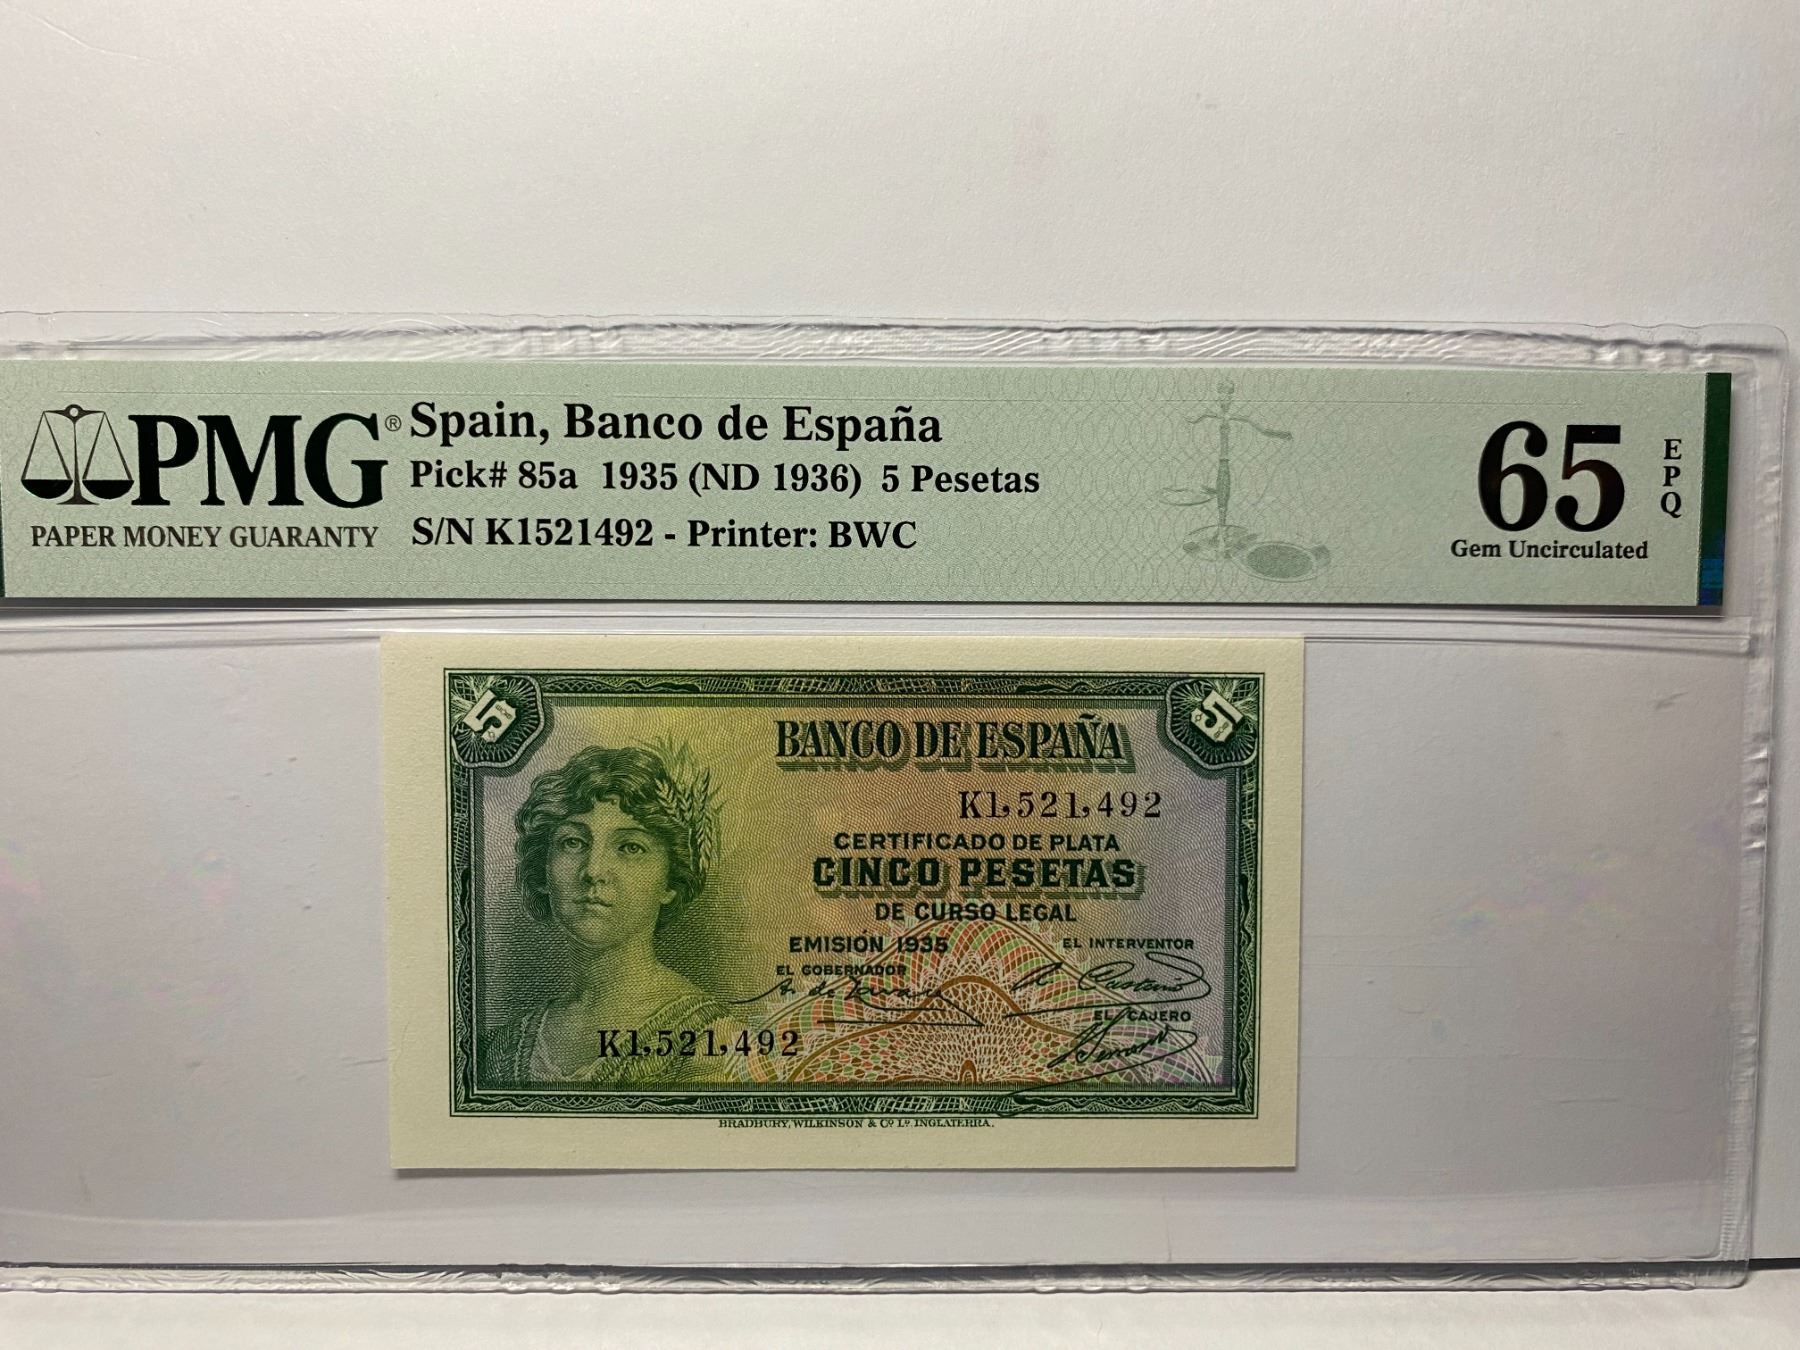 PMG®
PAPER MONEY GUARANTY
Spain, Banco de España
Pick# 85a 1935 (ND 1936) 5 Pesetas
S/N K1521492 - Printer: BWC
65
EPQ
Gem Uncirculated
5
5
BANCO DE ESPAÑA
K1,521,492
CERTIFICADO DE PLATA
CINCO PESETAS
DE CURSO LEGAL
EMISIÓN 1935
EL INTERVENTOR
EL GOBERNADOR
EL CAJERO
K1,521,492
BRADBURY, WILKINSON & Cº Lº. INGLATERRA.